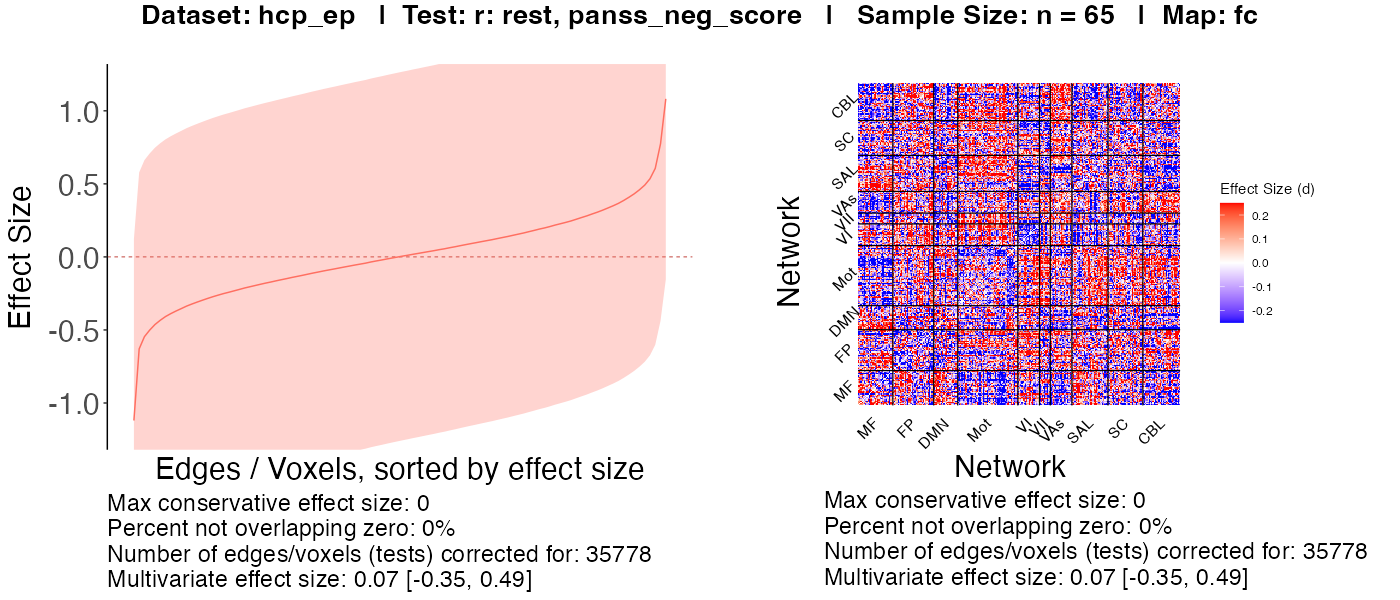 Dataset: hcp_ep | Test: r: rest, panss_neg_score | Sample Size: n = 65 | Map: fc
Effect Size
1.0
0.5
0.0
-0.5
-1.0
Edges / Voxels, sorted by effect size
Max conservative effect size: 0
Percent not overlapping zero: 0%
Number of edges/voxels (tests) corrected for: 35778
Multivariate effect size: 0.07 [-0.35, 0.49]
Network
CBL
SC
SAL
VAs
VII
VI
Mot
DMN
FP
MF
MF
FP
DMN
Mot
VI
VII
VAs
SAL
SC
CBL
Network
Effect Size (d)
0.2
0.1
0.0
-0.1
-0.2
Max conservative effect size: 0
Percent not overlapping zero: 0%
Number of edges/voxels (tests) corrected for: 35778
Multivariate effect size: 0.07 [-0.35, 0.49]